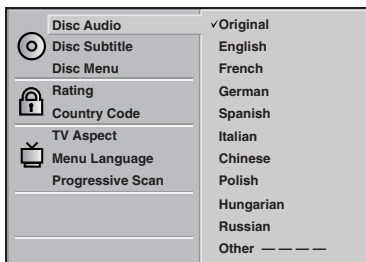 Disc Audio
Disc Subtitle
Disc Menu
Rating
Country Code
TV Aspect
Menu Language
Progressive Scan
✓Original
English
French
German
Spanish
Italian
Chinese
Polish
Hungarian
Russian
Other — — — —